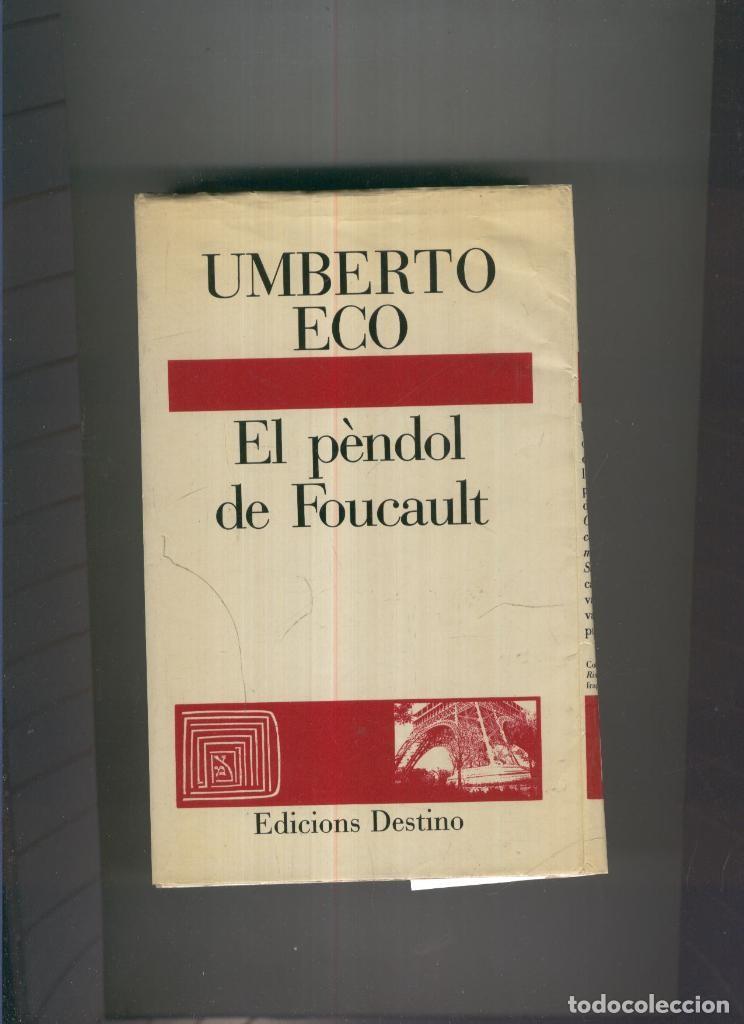 UMBERTO
ECO
El pèndol
de Foucault
Edicions Destino
todocoleccion